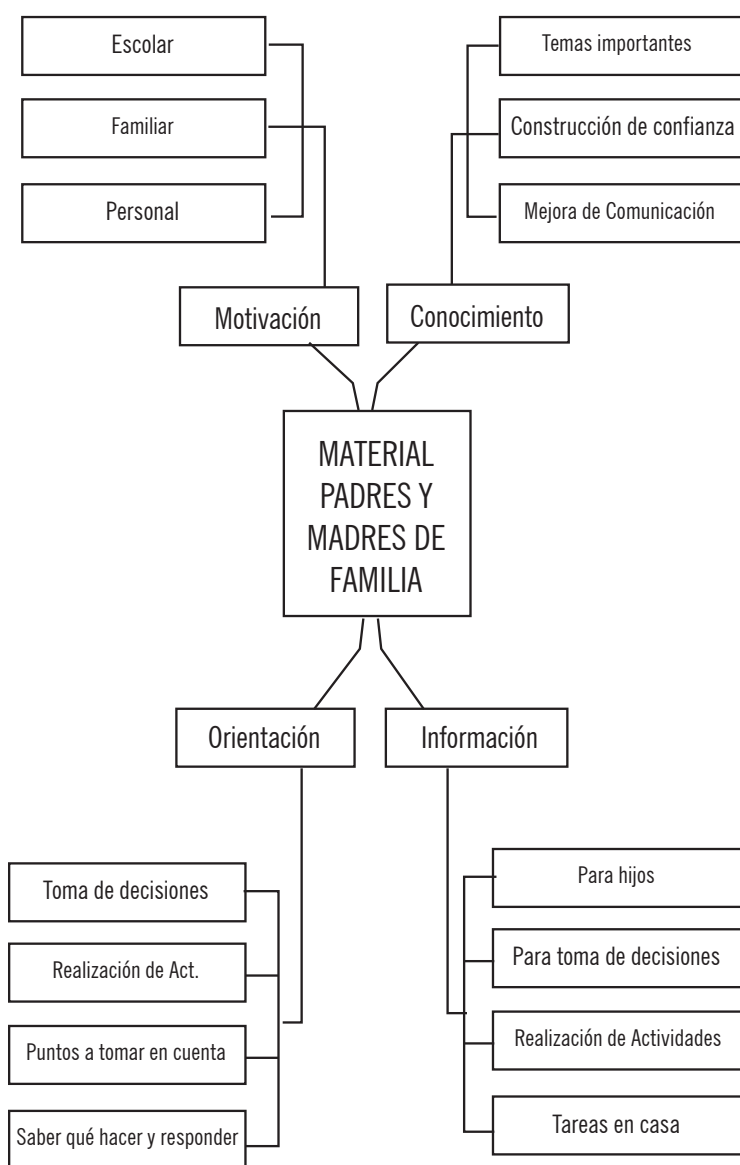 Escolar
Familiar
Personal
Temas importantes
Construcción de confianza
Mejora de Comunicación
Motivación
Conocimiento
MATERIAL
PADRES Y
MADRES DE
FAMILIA
Orientación
Información
Toma de decisiones
Realización de Act.
Puntos a tomar en cuenta
Saber qué hacer y responder
Para hijos
Para toma de decisiones
Realización de Actividades
Tareas en casa